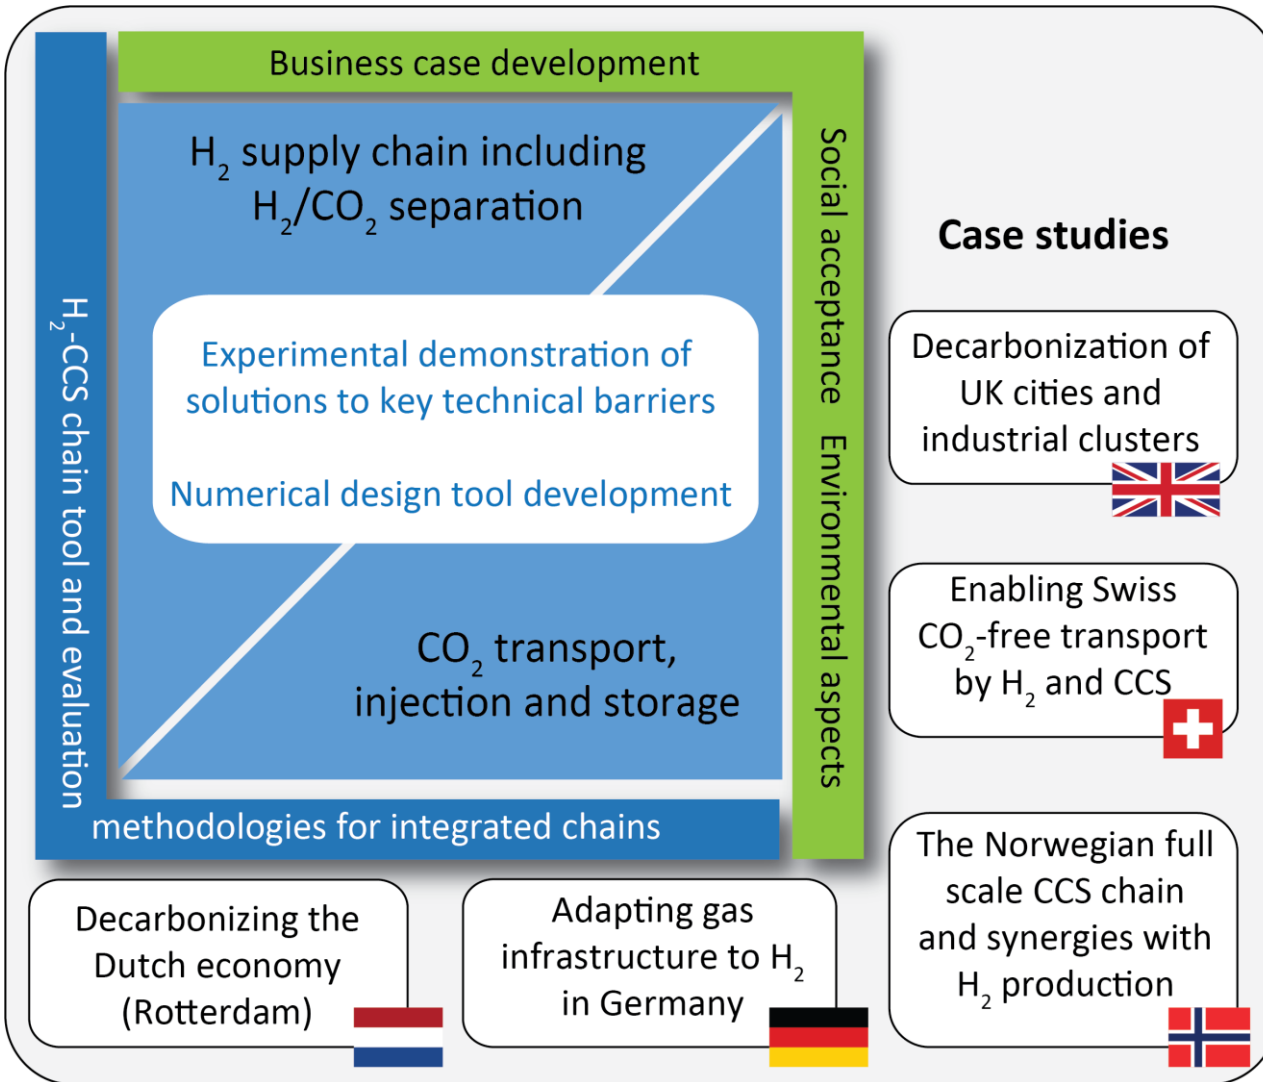 Business case development
H₂ supply chain including
H₂/CO₂ separation
Experimental demonstration of
solutions to key technical barriers
Numerical design tool development
CO₂ transport,
injection and storage
H₂-CCS chain tool and evaluation
methodologies for integrated chains
Social acceptance Environmental aspects
Case studies
Decarbonization of
UK cities and
industrial clusters
Enabling Swiss
CO₂-free transport
by H₂ and CCS
The Norwegian full
scale CCS chain
and synergies with
H₂ production
Decarbonizing the
Dutch economy
(Rotterdam)
Adapting gas
infrastructure to H₂
in Germany